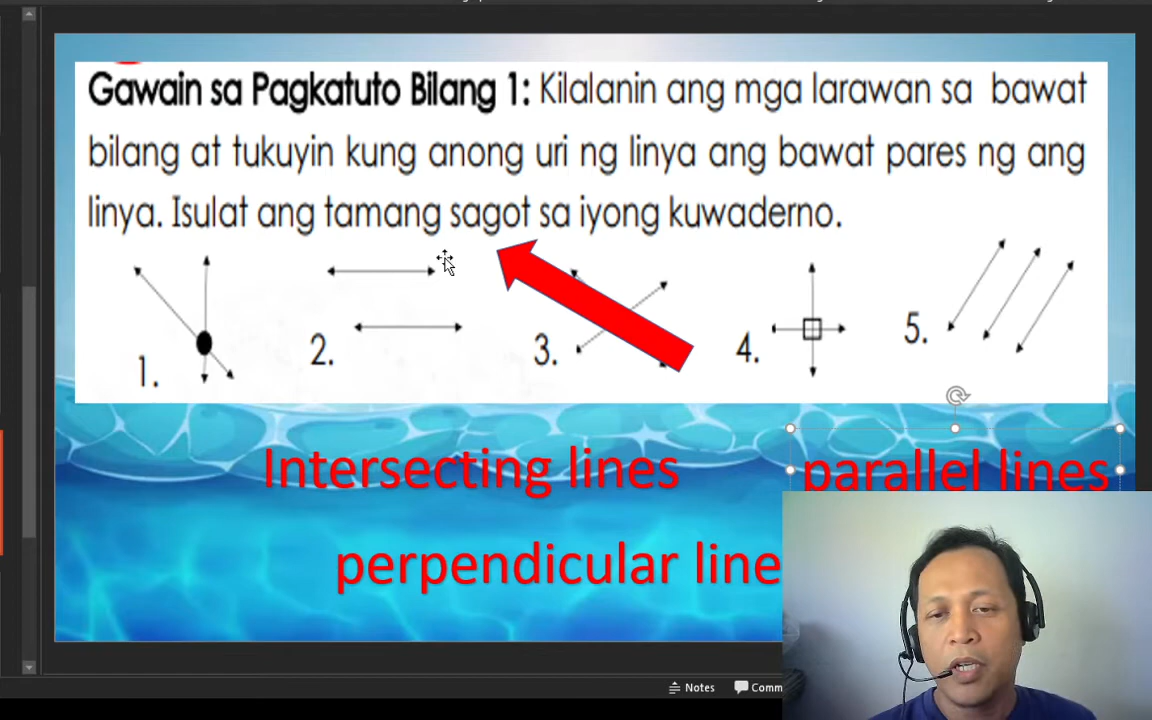 Gawain sa Pagkatuto Bilang 1: Kilalanin ang mga larawan sa bawat
bilang at tukuyin kung anong uri ng linya ang bawat pares ng ang
linya. Isulat ang tamang sagot sa iyong kuwaderno.
1. 2. 3. 4. 5.
Intersecting lines parallel lines
perpendicular line
Notes Comm